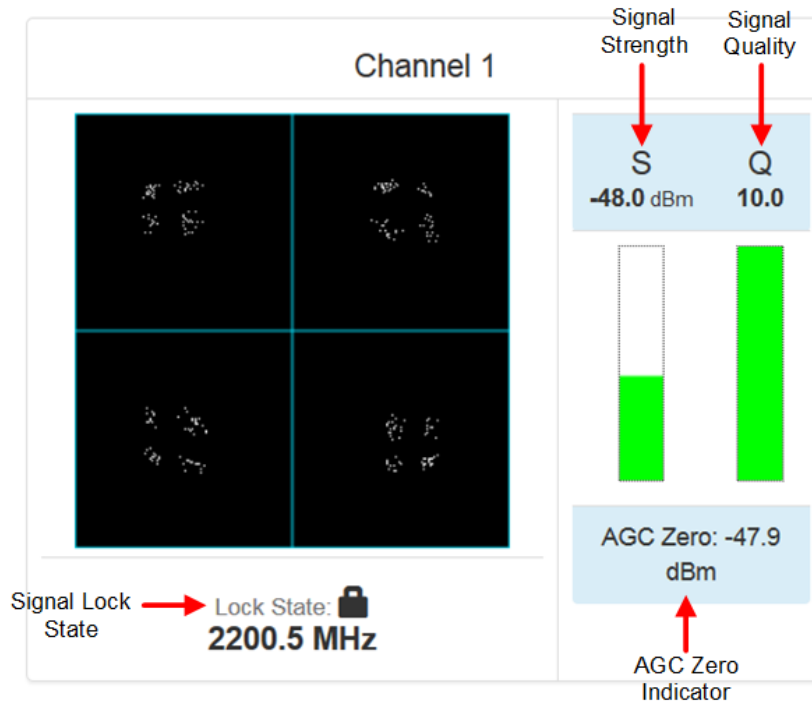 Signal
Strength
Signal
Quality
Channel 1
S
Q
-48.0 dBm
10.0
AGC Zero: -47.9
dBm
Signal Lock
State
Lock State:
2200.5 MHz
AGC Zero
Indicator